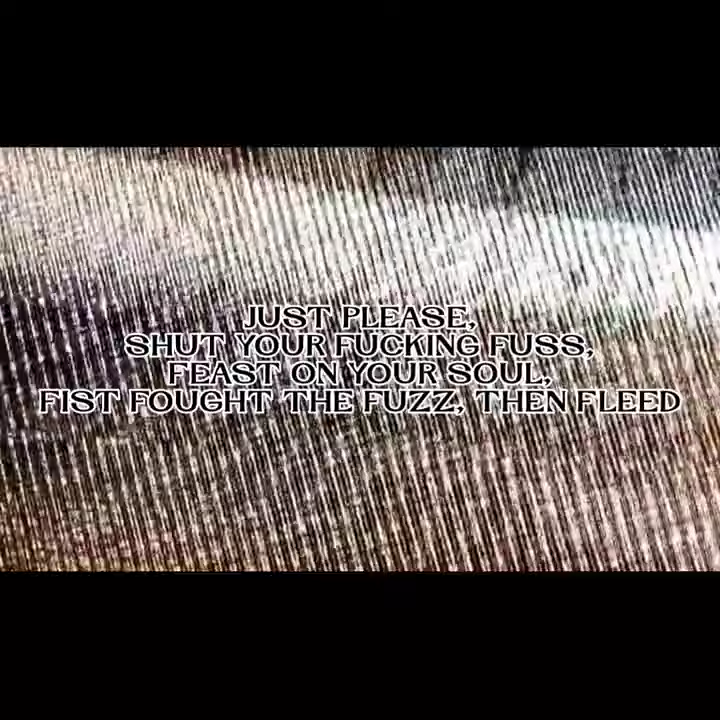 JUST PLEASE,
SHUT YOUR FUCKING FUSS,
FEAST ON YOUR SOUL,
FIST FOUGHT THE FUZZ, THEN FLEED